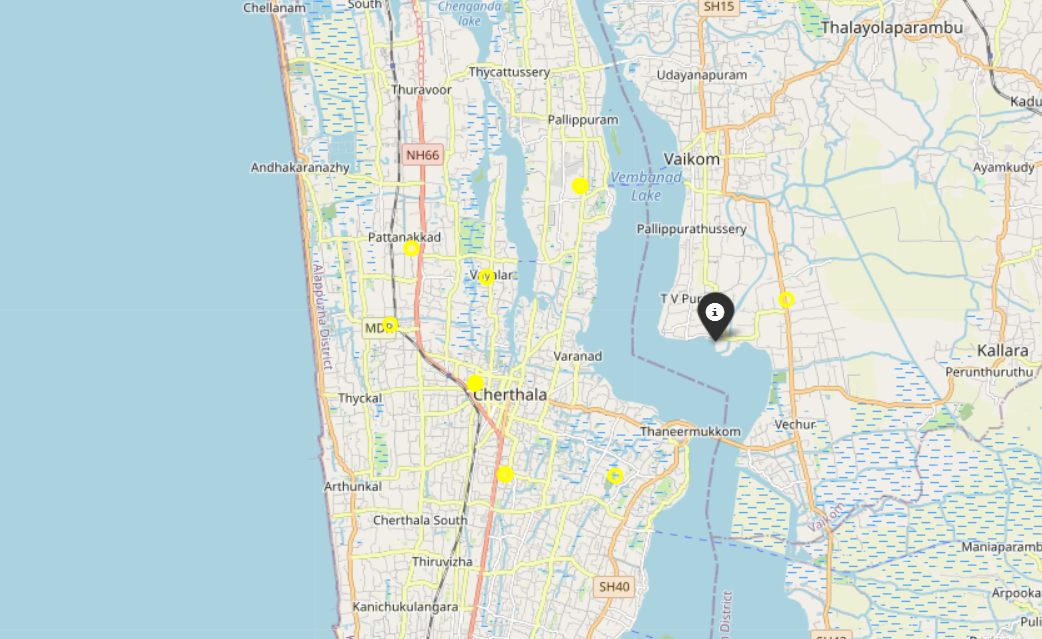 Chellanam
South
Chenganda
lake
SH15
Thalayolaparambu
Thycattussery
Udayanapuram
Thuravoor
Kadu
Pallippuram
NH66
Vaikom
Andhakaranazhy
Ayamkudy
Vembanad
Lake
Pallippurathussery
Pattanakkad
Vayalar
Alappuzha District
T V Pur
i
MDR
Kallara
Varanad
Perunthuruthu
Cherthala
Thyckal
Vechur
Thaneermukkom
Arthunkal
Vaikom
Cherthala South
Maniaparamb
Thiruvizha
SH40
Arpooka
Kanichukulangara
District
Puli